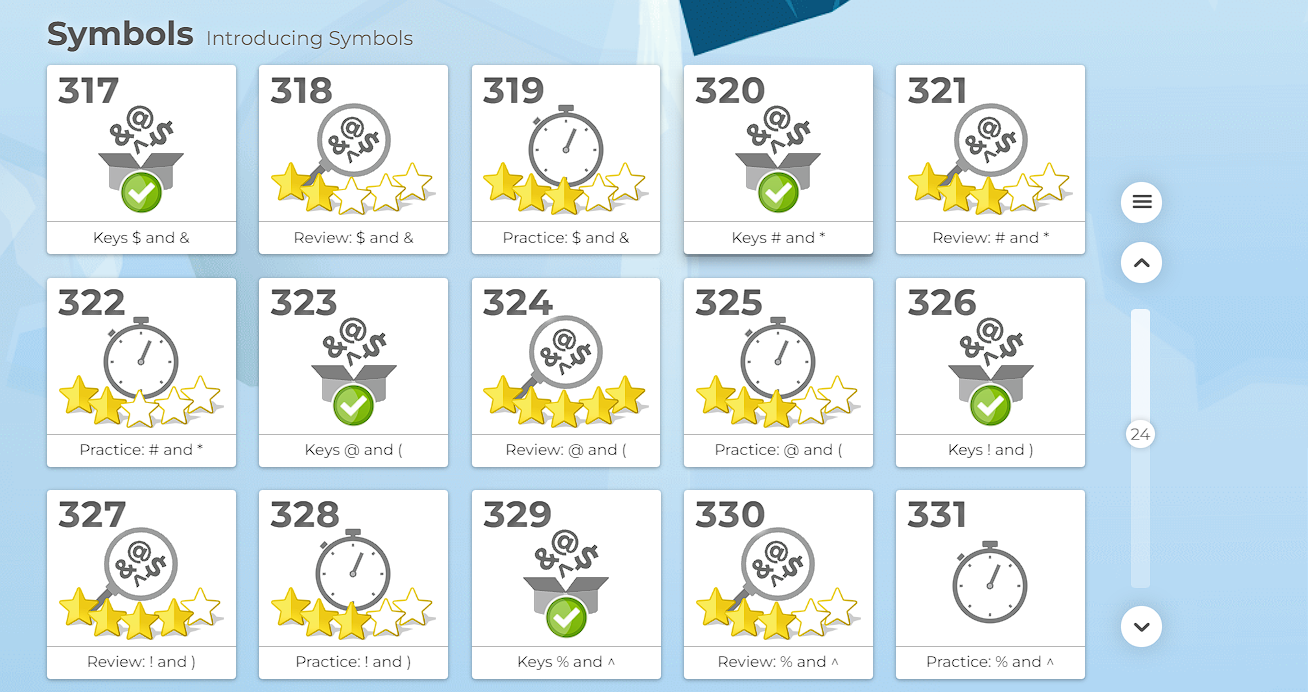 Symbols Introducing Symbols
317
318
319
320
321
Keys $ and &
Review: $ and &
Practice: $ and &
Keys # and *
Review: # and *
322
323
324
325
326
Practice: # and *
Keys @ and (
Review: @ and (
Practice: @ and (
Keys ! and )
24
327
328
329
330
331
Review: ! and )
Practice: ! and )
Keys % and ^
Review: % and ^
Practice: % and ^